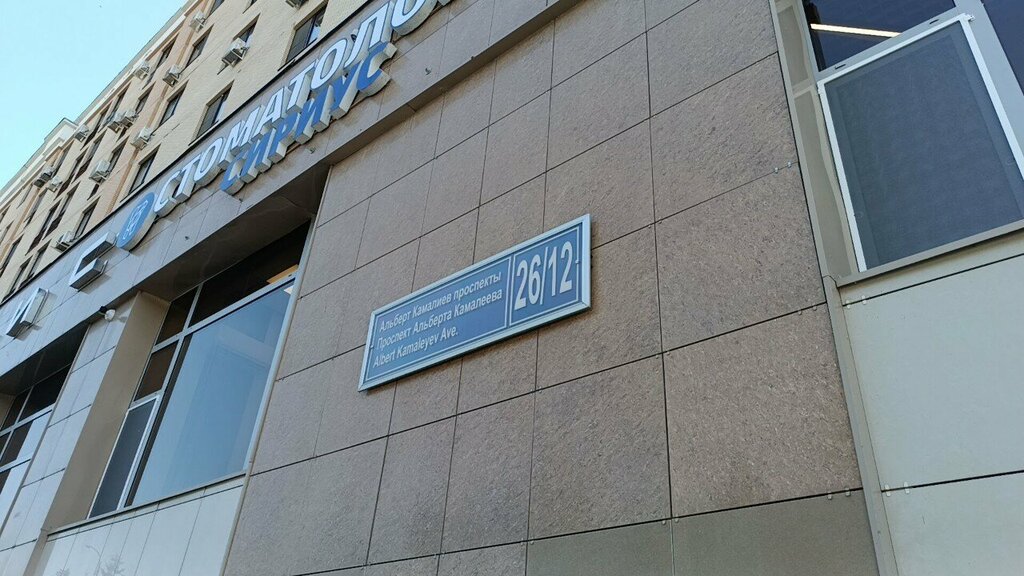 СТОМАТОЛО
СИРИУС
Альберт Камалиев проспекты
Проспект Альберта Камалеева
Albert Kamaleyev Ave.
26/12